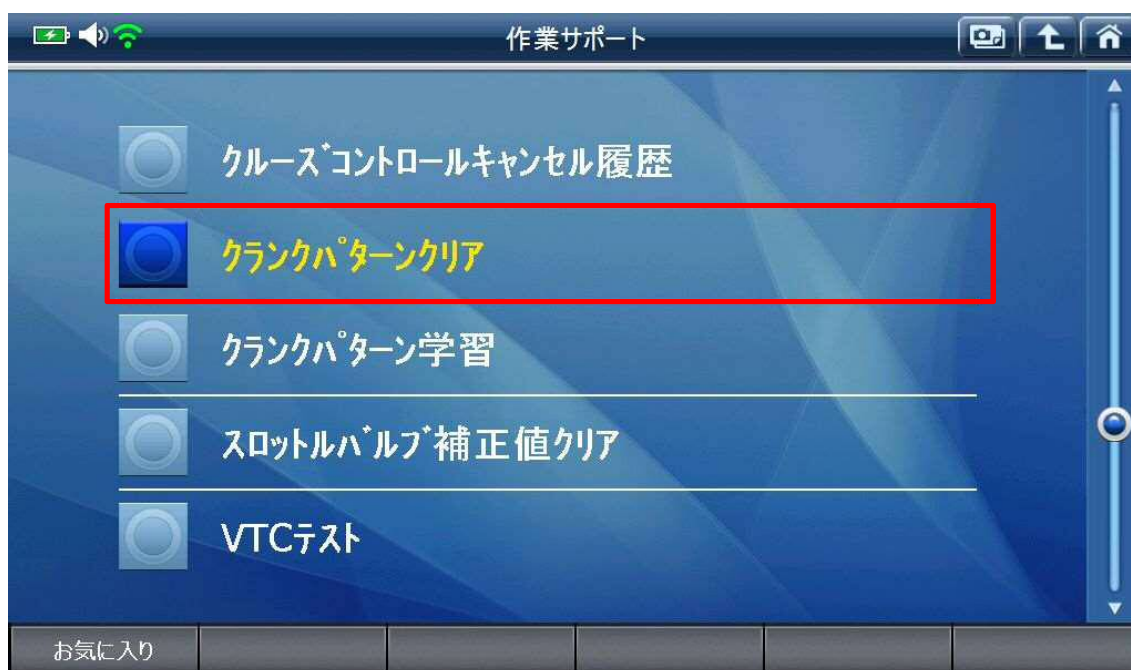 作業サポート
クルーズコントロールキャンセル履歴
クランクパターンクリア
クランクパターン学習
スロットルバルブ補正値クリア
VTCテスト
お気に入り